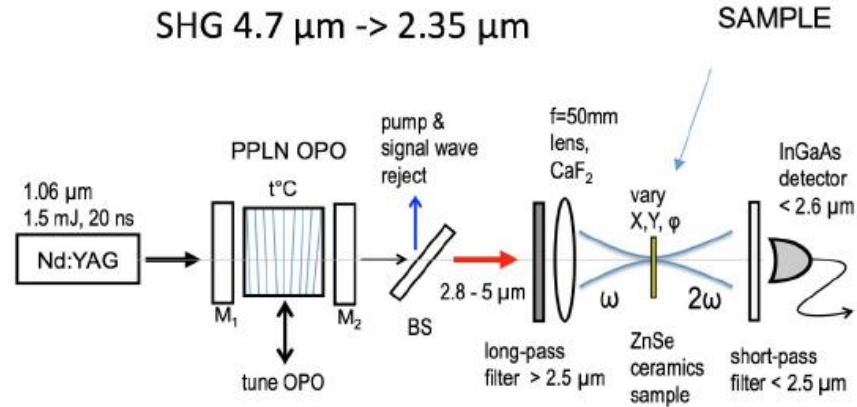 SHG 4.7 µm -> 2.35 µm
SAMPLE
1.06 µm
1.5 mJ, 20 ns
Nd:YAG
PPLN OPO
t°C
M₁
M₂
tune OPO
pump &
signal wave
reject
BS
2.8 - 5 µm
f=50mm
lens,
CaF₂
long-pass
filter > 2.5 µm
vary
X,Y, φ
ω
2ω
ZnSe
ceramics
sample
InGaAs
detector
< 2.6 µm
short-pass
filter < 2.5 µm